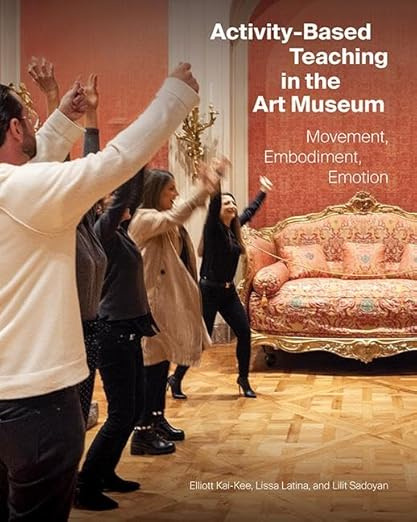 Activity-Based
Teaching
in the
Art Museum
Movement,
Embodiment,
Emotion
Elliott Kai-Kee, Lissa Latina, and Lilit Sadoyan